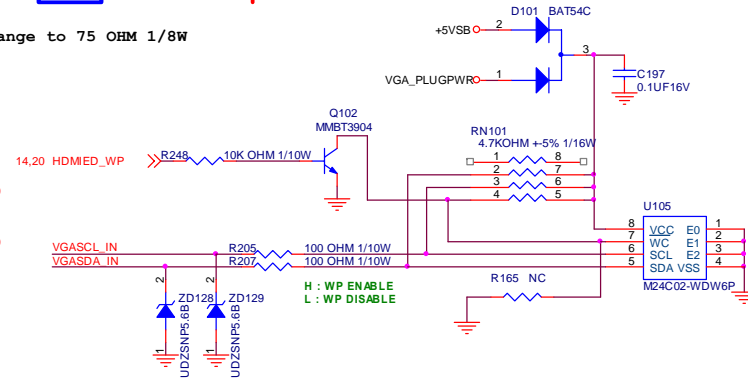 ange to 75 OHM 1/8W
D101 BAT54C
+5VSB 2
3
VGA_PLUGPWR 1
C197
0.1UF16V
Q102
MMBT3904
RN101
4.7KOHM +-5% 1/16W
14,20 HDMIED_WP R248 10K OHM 1/10W
1 8
2 7
3 6
4 5
U105
8 VCC E0 1
7 WC E1 2
6 SCL E2 3
5 SDA VSS 4
M24C02-WDW6P
VGASCL_IN R205 100 OHM 1/10W
VGASDA_IN R207 100 OHM 1/10W
R165 NC
H : WP ENABLE
L : WP DISABLE
2 2
ZD128 ZD129
UDZSNP5.6B UDZSNP5.6B
1 1